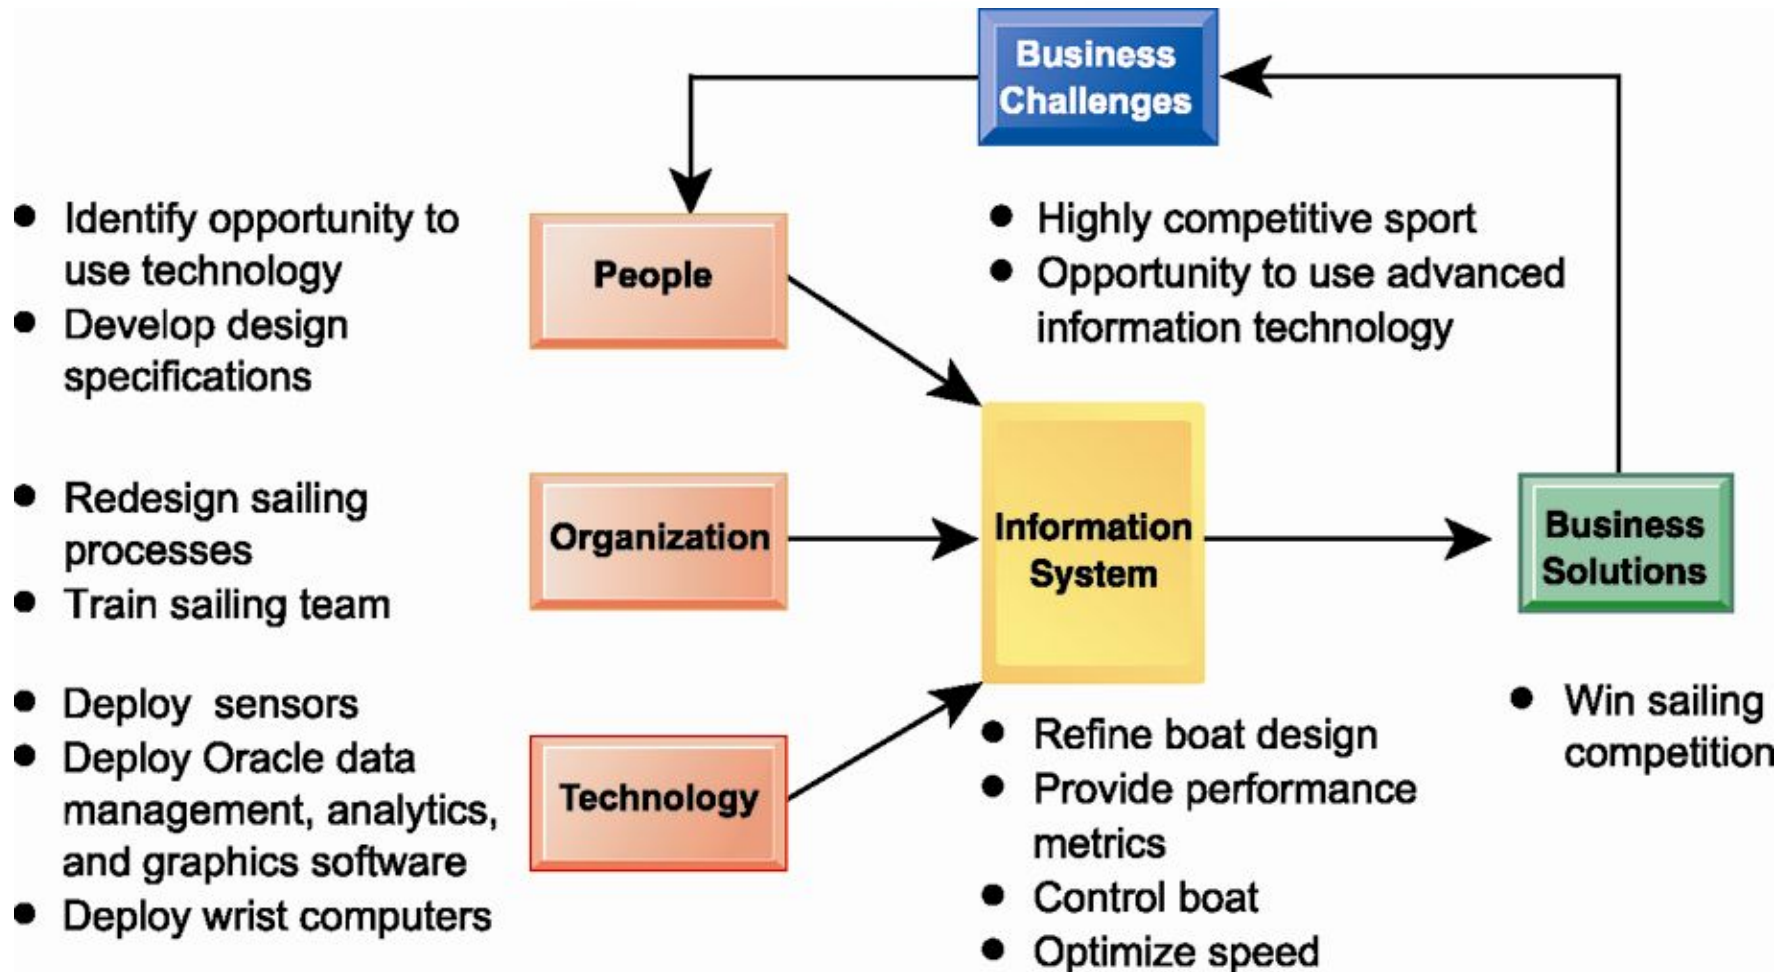 Business
Challenges
● Identify opportunity to
use technology
● Develop design
specifications
People
● Highly competitive sport
● Opportunity to use advanced
information technology
● Redesign sailing
processes
● Train sailing team
Organization
Information
System
Business
Solutions
● Deploy sensors
● Deploy Oracle data
management, analytics,
and graphics software
● Deploy wrist computers
Technology
● Refine boat design
● Provide performance
metrics
● Control boat
● Optimize speed
● Win sailing
competition